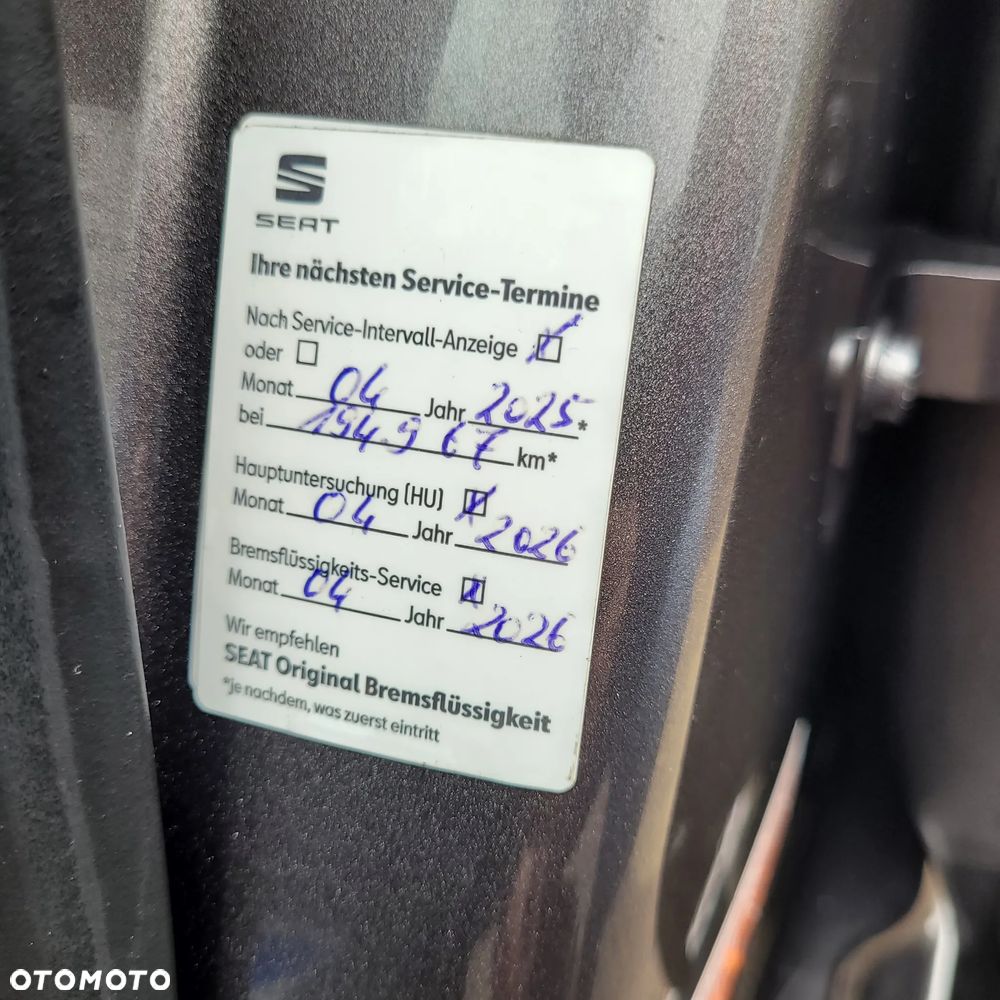 SEAT
Ihre nächsten Service-Termine
Nach Service-Intervall-Anzeige
oder
Monat 04 Jahr 2025*
bei 194.967 km*
Hauptuntersuchung (HU)
Monat 04 Jahr 2026
Bremsflüssigkeits-Service
Monat 04 Jahr 2026
Wir empfehlen
SEAT Original Bremsflüssigkeit
*je nachdem, was zuerst eintritt
OTOMOTO